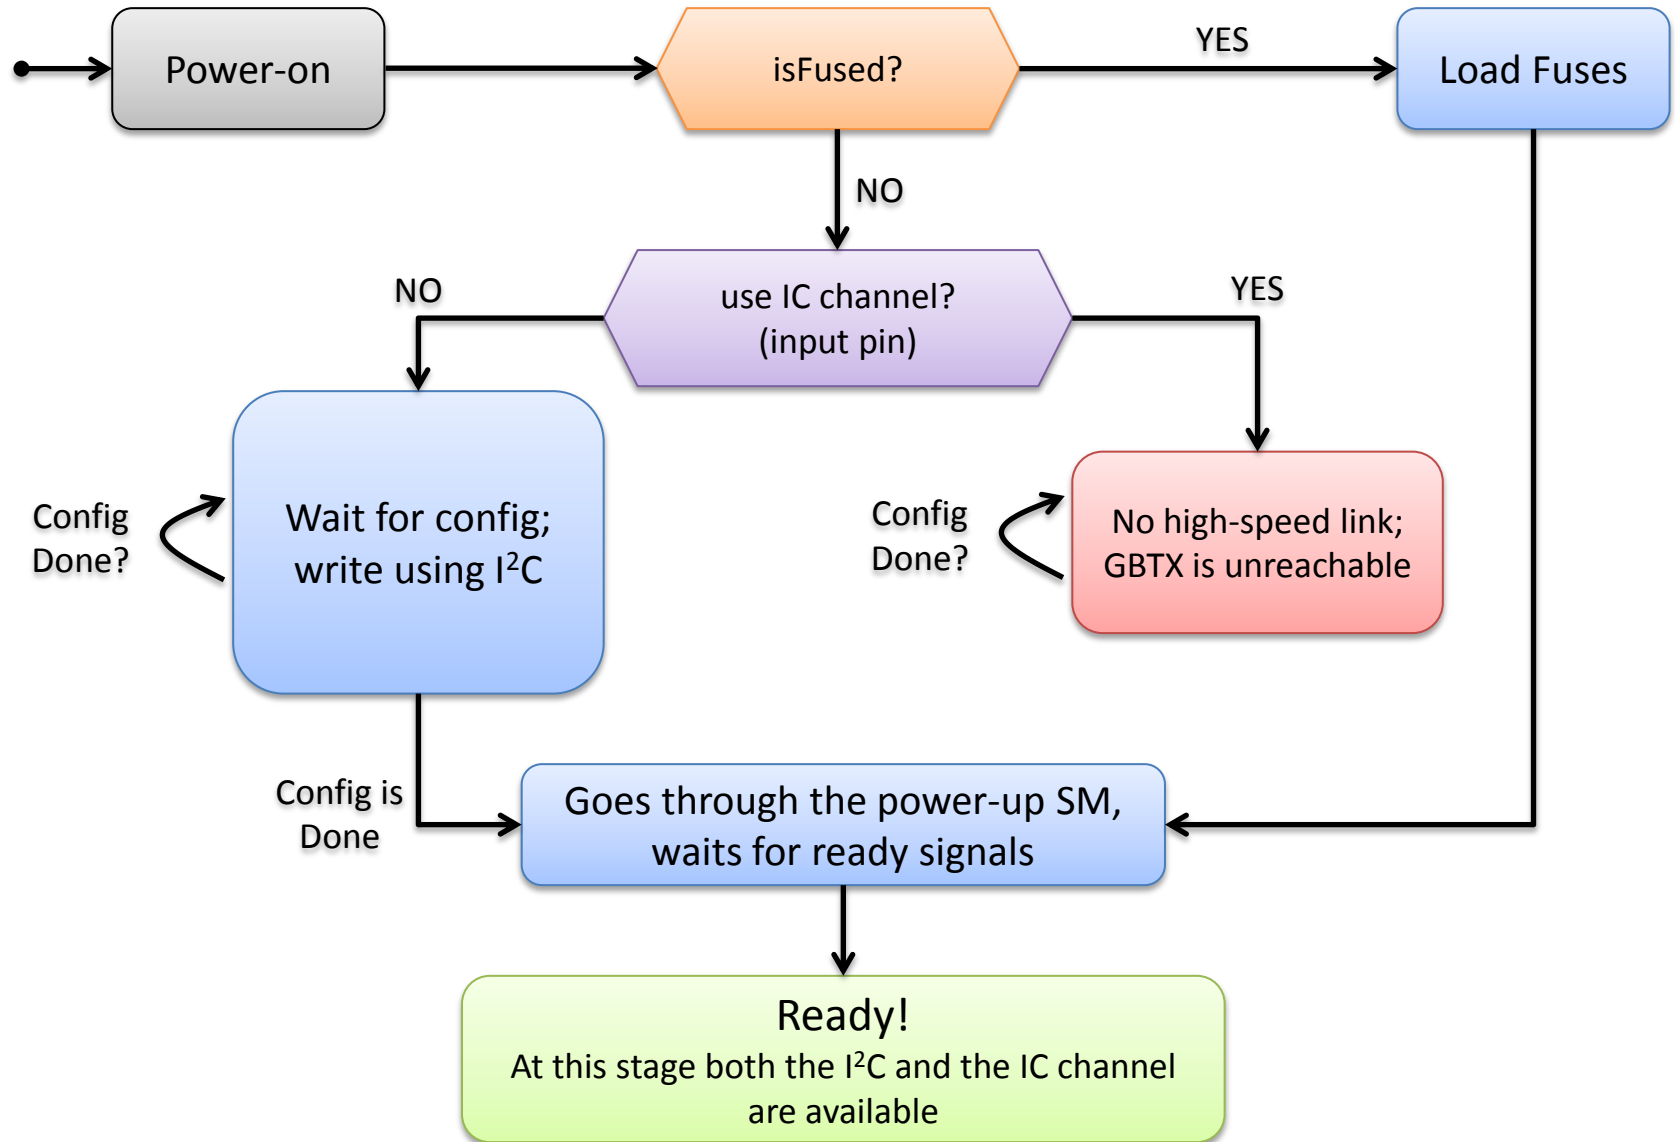 Power-on
isFused?
YES
Load Fuses
NO
use IC channel?
(input pin)
NO
YES
Config
Done?
Wait for config;
write using I²C
Config
Done?
No high-speed link;
GBTX is unreachable
Config is
Done
Goes through the power-up SM,
waits for ready signals
Ready!
At this stage both the I²C and the IC channel
are available